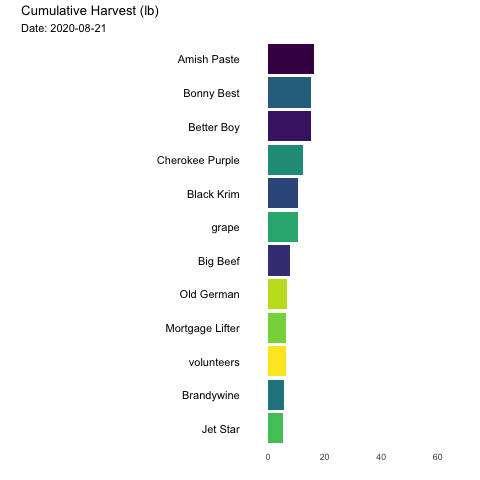 Cumulative Harvest (lb)
Date: 2020-08-21
Amish Paste
Bonny Best
Better Boy
Cherokee Purple
Black Krim
grape
Big Beef
Old German
Mortgage Lifter
volunteers
Brandywine
Jet Star
0 20 40 60